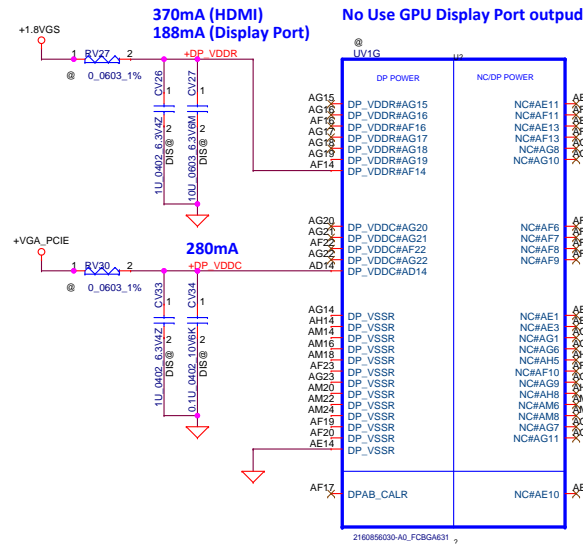 370mA (HDMI)
188mA (Display Port)
No Use GPU Display Port outpud
+1.8VGS
1 RV27 2
+DP_VDDR
@ 0_0603_1%
CV26
1
2
1U_0402_6.3V4Z
DIS@
CV27
1
2
10U_0603_6.3V6M
DIS@
@
UV1G
DP POWER
NC/DP POWER
AG15 DP_VDDR#AG15
AG16 DP_VDDR#AG16
AF16 DP_VDDR#AF16
AG17 DP_VDDR#AG17
AG18 DP_VDDR#AG18
AG19 DP_VDDR#AG19
AF14 DP_VDDR#AF14
NC#AE11
NC#AF11
NC#AE13
NC#AF13
NC#AG8
NC#AG10
+VGA_PCIE
280mA
1 RV30 2
+DP_VDDC
@ 0_0603_1%
CV33
1
2
1U_0402_6.3V4Z
DIS@
CV34
1
2
0.1U_0402_10V6K
DIS@
AG20 DP_VDDC#AG20
AG21 DP_VDDC#AG21
AF22 DP_VDDC#AF22
AG22 DP_VDDC#AG22
AD14 DP_VDDC#AD14
NC#AF6
NC#AF7
NC#AF8
NC#AF9
AG14 DP_VSSR
AH14 DP_VSSR
AM14 DP_VSSR
AM16 DP_VSSR
AM18 DP_VSSR
AF23 DP_VSSR
AG23 DP_VSSR
AM20 DP_VSSR
AM22 DP_VSSR
AM24 DP_VSSR
AF19 DP_VSSR
AF20 DP_VSSR
AE14 DP_VSSR
NC#AE1
NC#AE3
NC#AG1
NC#AG6
NC#AH5
NC#AF10
NC#AG9
NC#AH8
NC#AM6
NC#AM8
NC#AG7
NC#AG11
AF17 DPAB_CALR
NC#AE10
2160856030-A0_FCBGA631
?